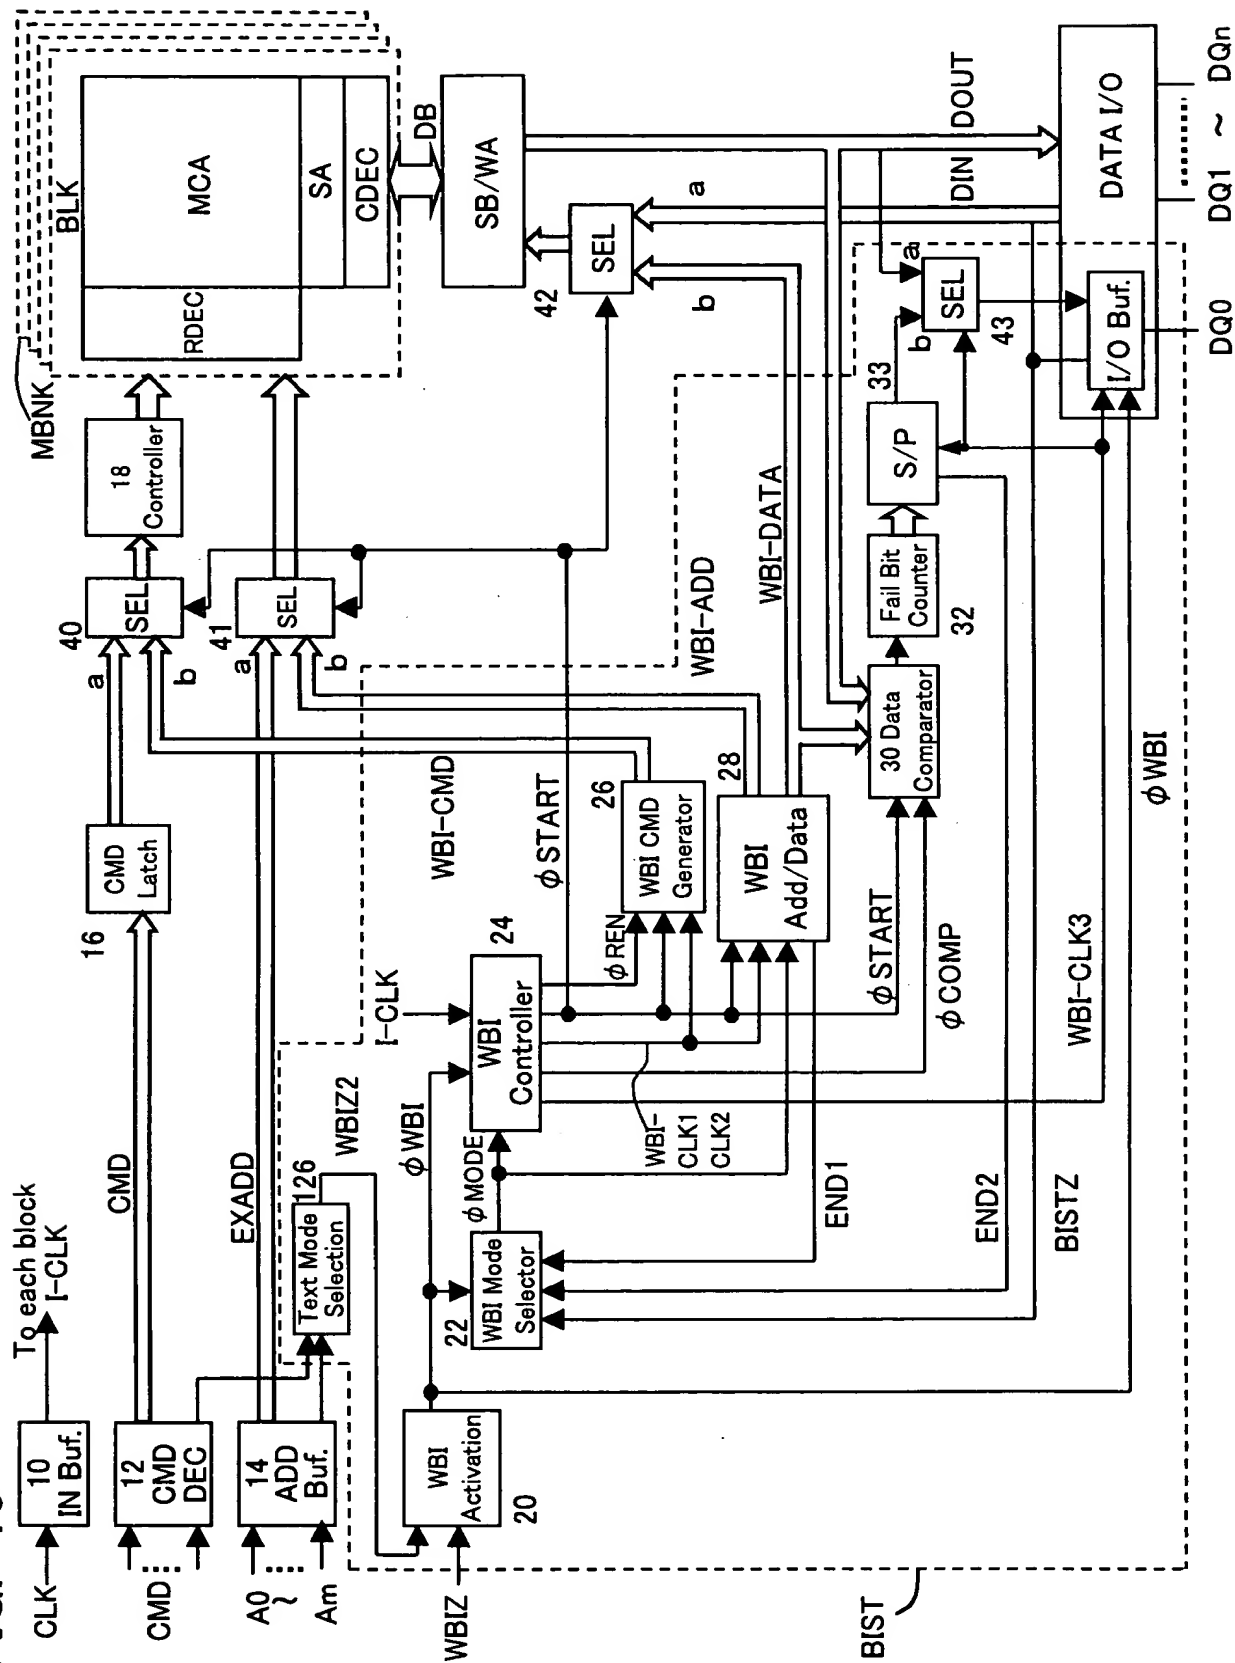 CLK
10
IN Buf.
To each block
I-CLK
CMD
12
CMD
DEC
CMD
16
CMD
Latch
a
b
40
SEL
18
Controller
MBNK
BLK
MCA
RDEC
SA
CDEC
A0
~
Am
14
ADD
Buf.
EXADD
a
b
41
SEL
DB
SB/WA
Text Mode
Selection
126
WBIZ2
WBI-CMD
42
SEL
a
b
WBIZ
WBI
Activation
20
φWBI
I-CLK
24
WBI
Controller
φREN
φSTART
26
WBI CMD
Generator
WBI-ADD
22
WBI Mode
Selector
φMODE
WBI-
CLK1
CLK2
28
WBI
Add/Data
WBI-DATA
DIN
DOUT
END1
φSTART
φCOMP
30 Data
Comparator
Fail Bit
Counter
32
S/P
33
a
b
SEL
43
END2
BISTZ
WBI-CLK3
φWBI
DATA I/O
I/O Buf.
DQ0
DQ1
~
DQn
BIST